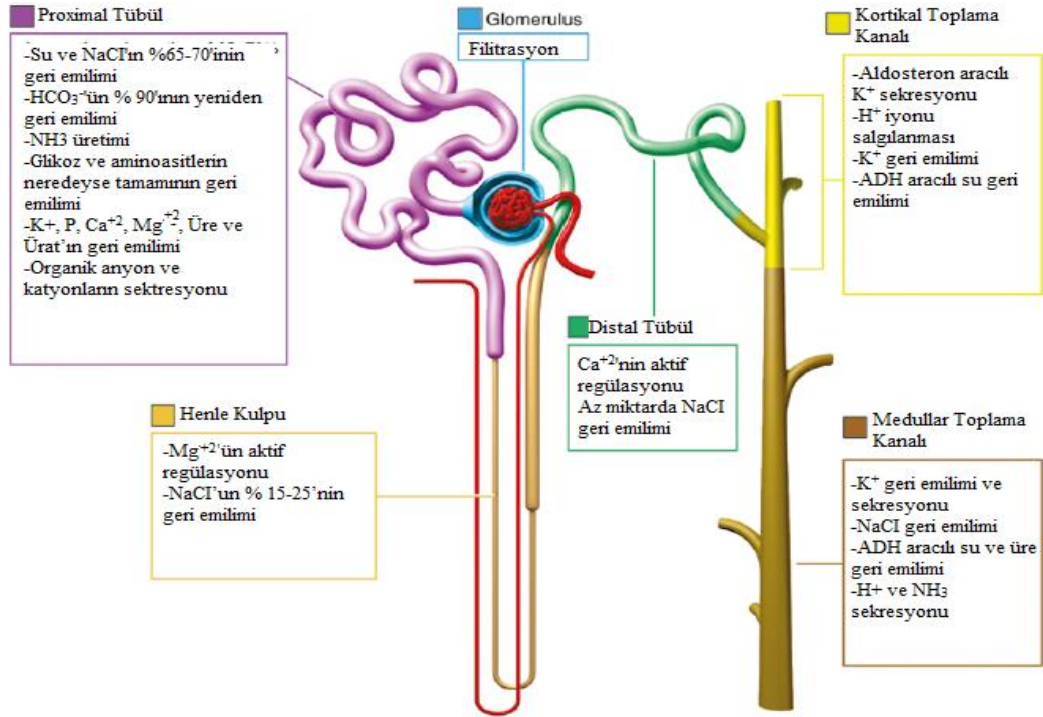 Proximal Tübül
-Su ve NaCI'ın %65-70'inin
geri emilimi
-HCO₃⁻'ün % 90'ının yeniden
geri emilimi
-NH3 üretimi
-Glikoz ve aminoasitlerin
neredeyse tamamının geri
emilimi
-K+, P, Ca⁺², Mg⁺², Üre ve
Ürat’ın geri emilimi
-Organik anyon ve
katyonların sektresyonu
Glomerulus
Filitrasyon
Kortikal Toplama
Kanalı
-Aldosteron aracılı
K⁺ sekresyonu
-H⁺ iyonu
salgılanması
-K⁺ geri emilimi
-ADH aracılı su geri
emilimi
Distal Tübül
Ca⁺²'nin aktif
regülasyonu
Az miktarda NaCI
geri emilimi
Henle Kulpu
-Mg⁺²'ün aktif
regülasyonu
-NaCI’un % 15-25’nin
geri emilimi
Medullar Toplama
Kanalı
-K⁺ geri emilimi ve
sekresyonu
-NaCI geri emilimi
-ADH aracılı su ve üre
geri emilimi
-H+ ve NH₃
sekresyonu